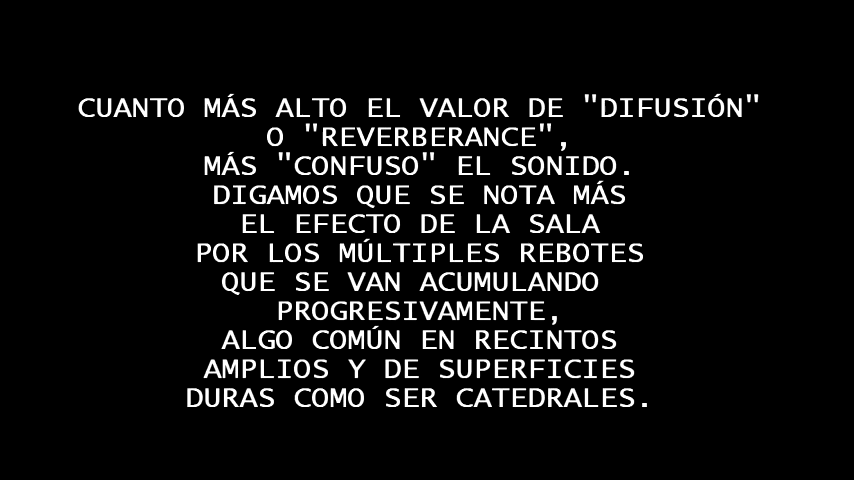 CUANTO MÁS ALTO EL VALOR DE "DIFUSIÓN"
O "REVERBERANCE",
MÁS "CONFUSO" EL SONIDO.
DIGAMOS QUE SE NOTA MÁS
EL EFECTO DE LA SALA
POR LOS MÚLTIPLES REBOTES
QUE SE VAN ACUMULANDO
PROGRESIVAMENTE,
ALGO COMÚN EN RECINTOS
AMPLIOS Y DE SUPERFICIES
DURAS COMO SER CATEDRALES.